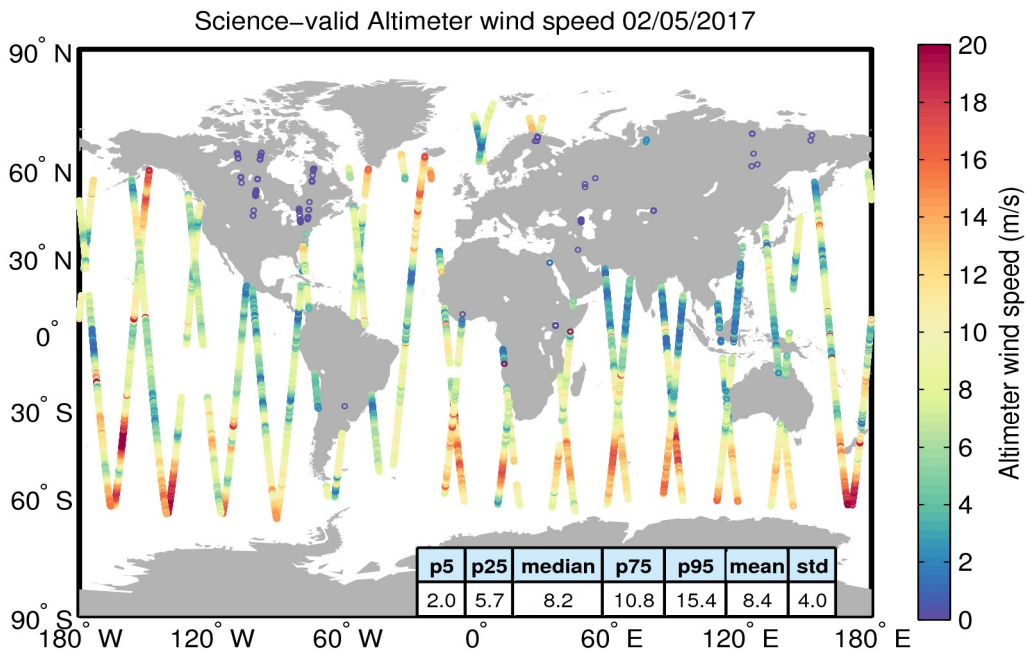 Science−valid Altimeter wind speed 02/05/2017
90° N
60° N
30° N
0°
30° S
60° S
90° S
180° W
120° W
60° W
0°
60° E
120° E
180° E
p5 p25 median p75 p95 mean std
2.0 5.7 8.2 10.8 15.4 8.4 4.0
20
18
16
14
12
10
8
6
4
2
0
Altimeter wind speed (m/s)